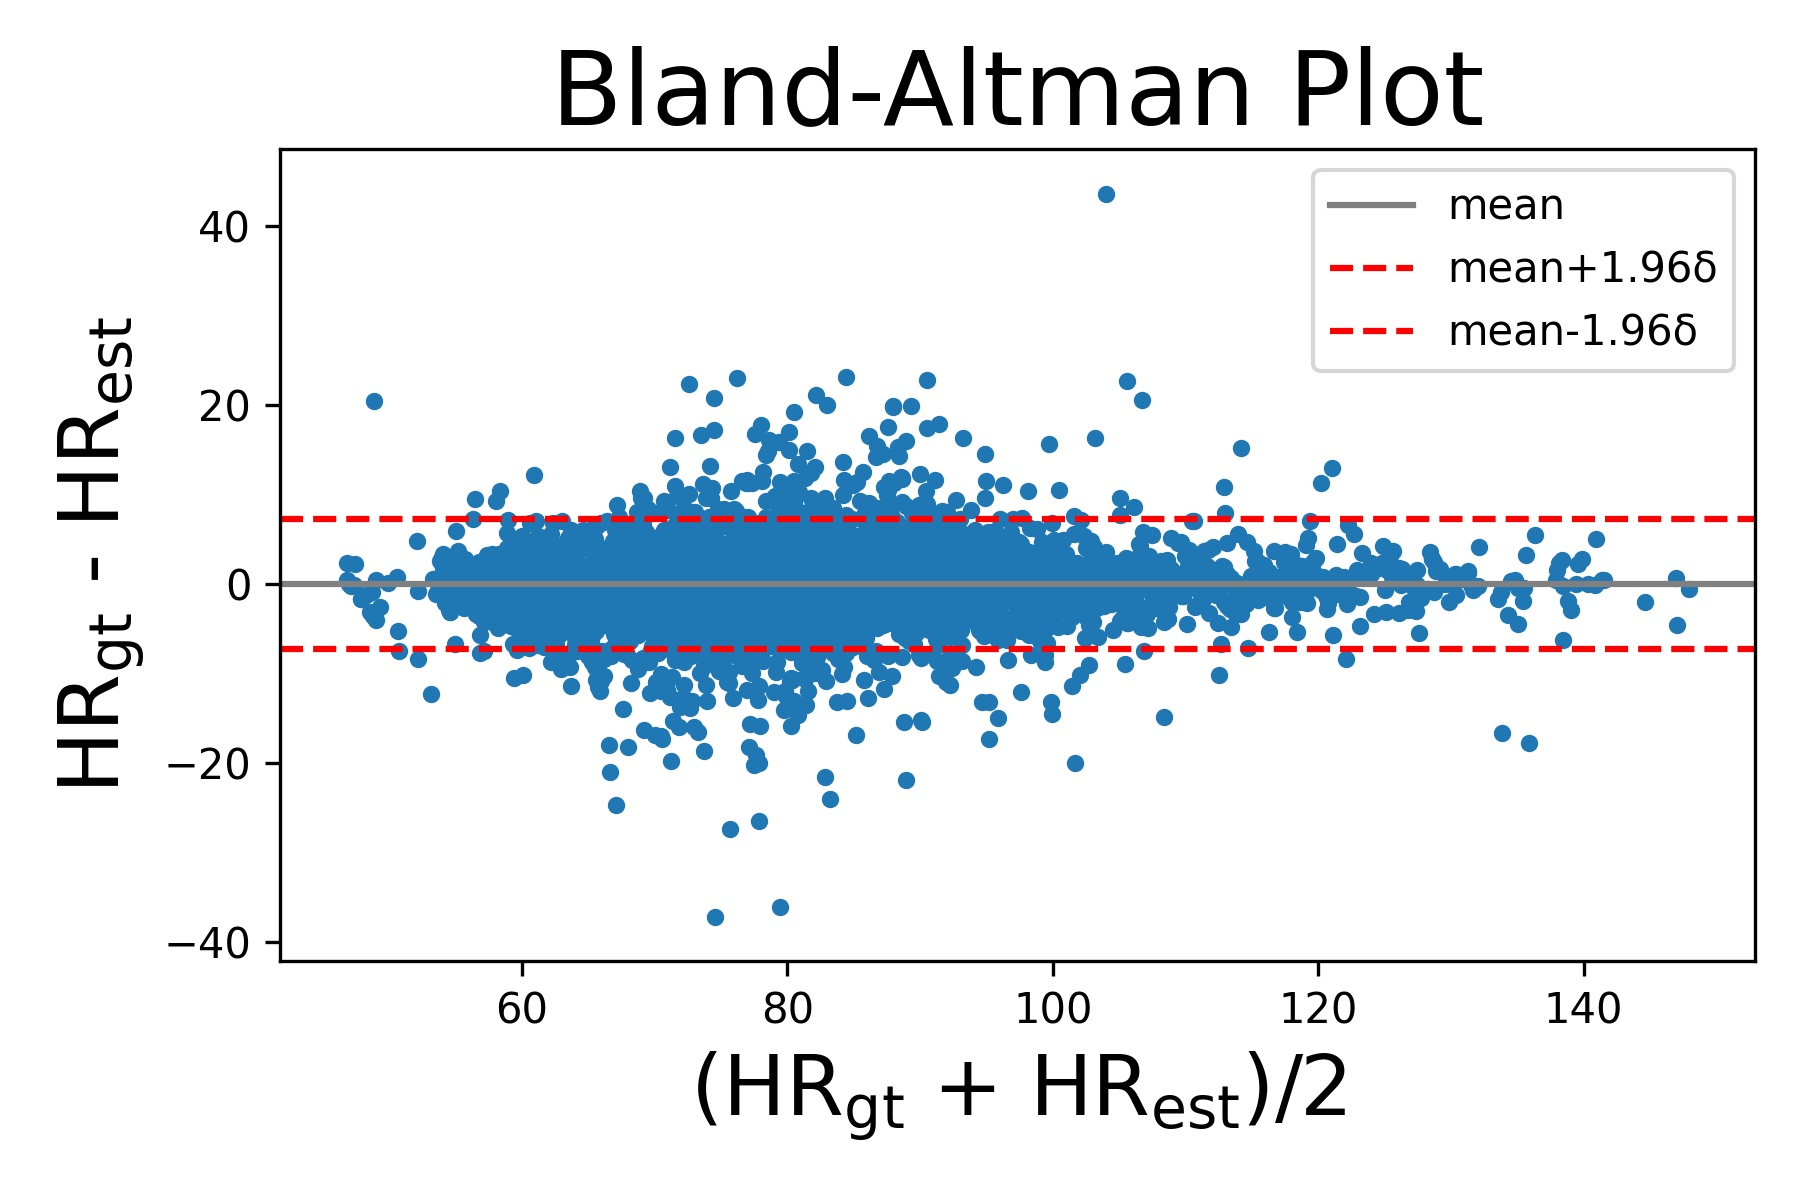 Bland-Altman Plot
mean
mean+1.96δ
mean-1.96δ
HRgt - HRest
40
20
0
−20
−40
60 80 100 120 140
(HRgt + HRest)/2